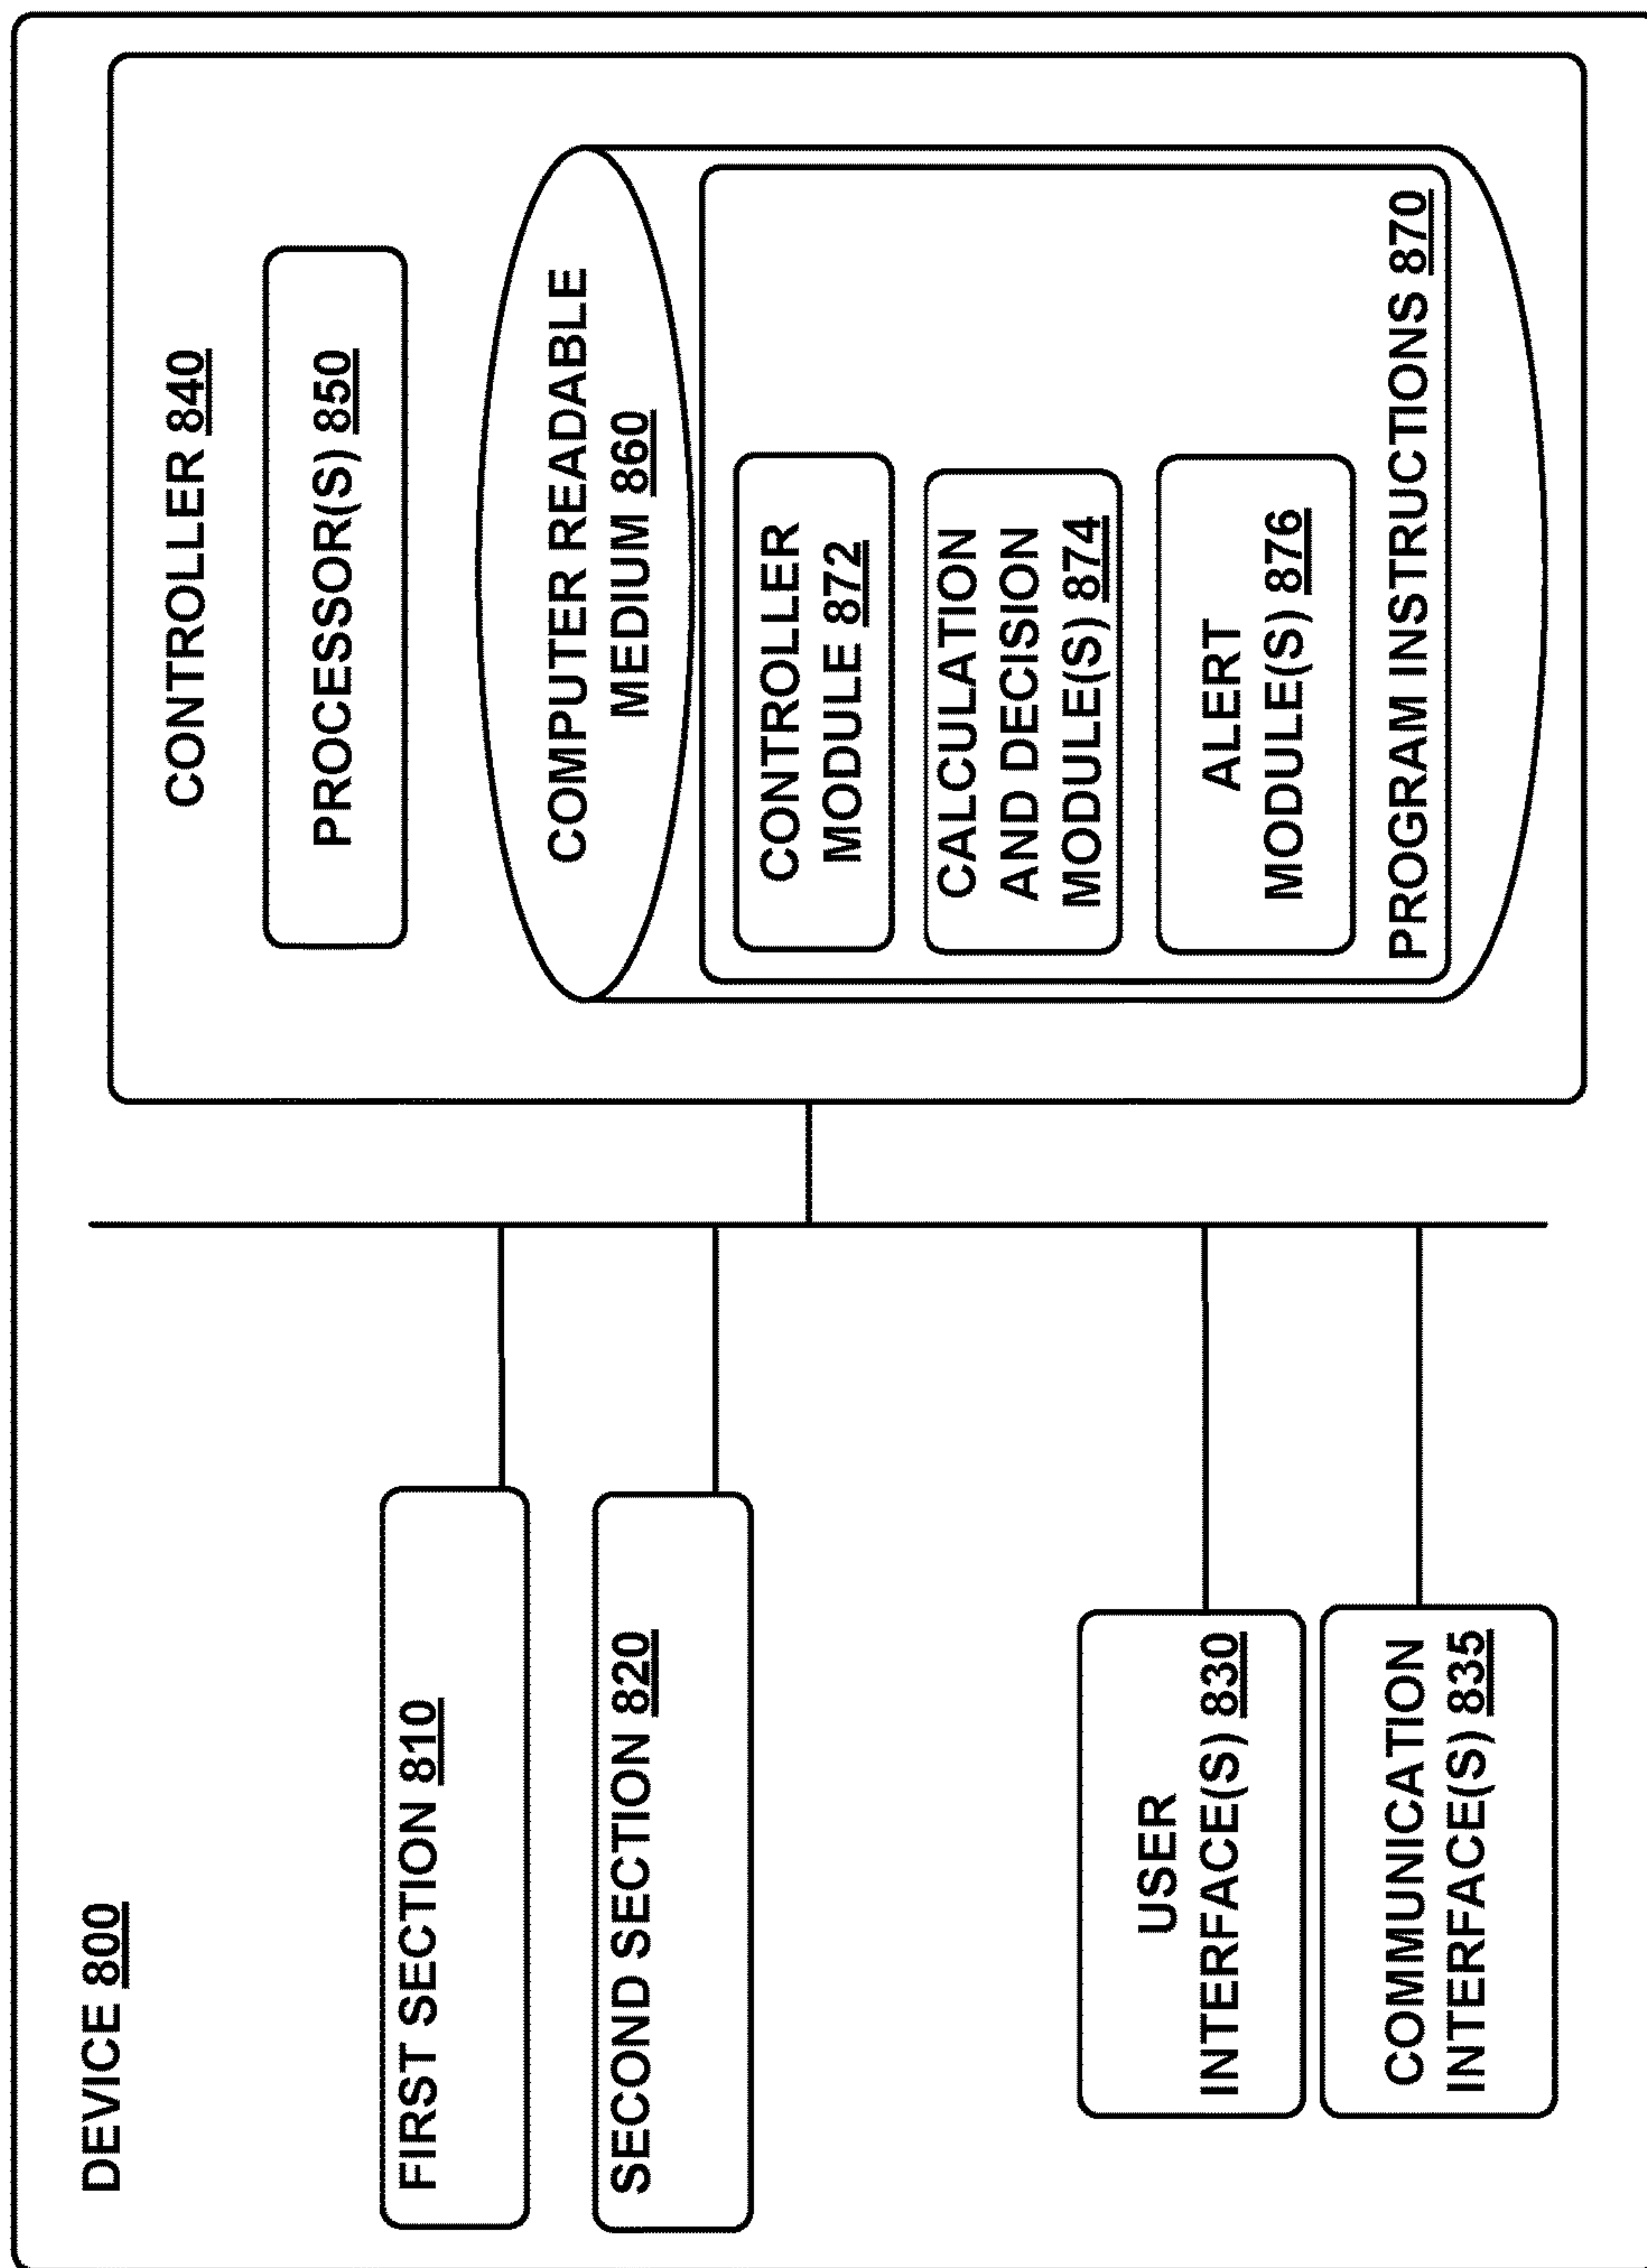 DEVICE 800
FIRST SECTION 810
SECOND SECTION 820
USER
INTERFACE(S) 830
COMMUNICATION
INTERFACE(S) 835
CONTROLLER 840
PROCESSOR(S) 850
COMPUTER READABLE
MEDIUM 860
CONTROLLER
MODULE 872
CALCULATION
AND DECISION
MODULE(S) 874
ALERT
MODULE(S) 876
PROGRAM INSTRUCTIONS 870